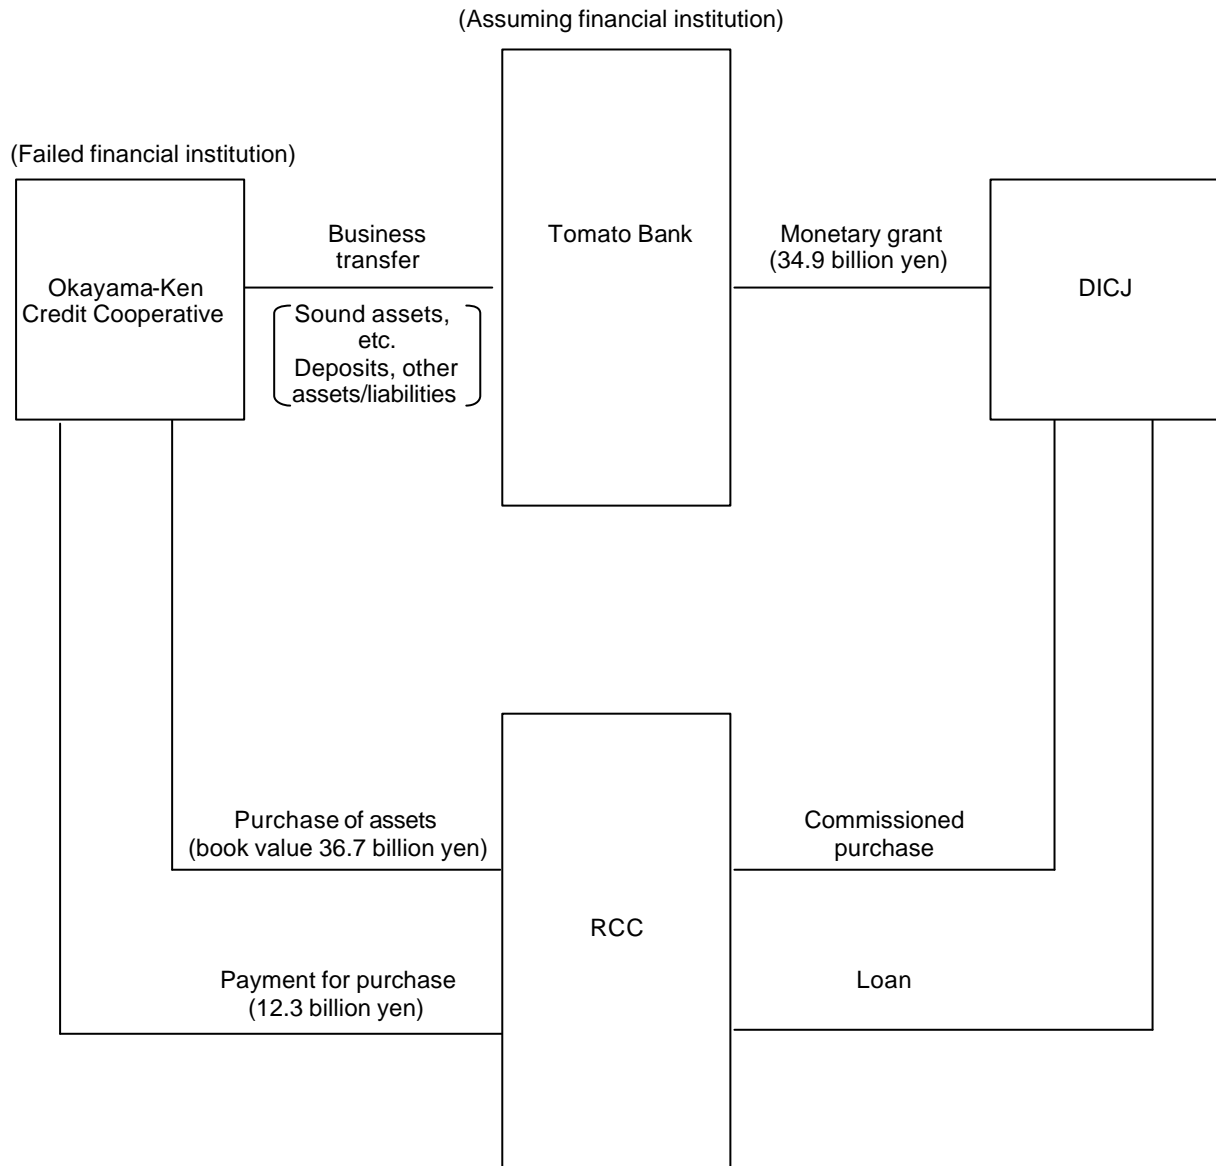 (Assuming financial institution)
(Failed financial institution)
Okayama-Ken
Credit Cooperative
Business
transfer
Sound assets,
etc.
Deposits, other
assets/liabilities
Tomato Bank
Monetary grant
(34.9 billion yen)
DICJ
Purchase of assets
(book value 36.7 billion yen)
Commissioned
purchase
RCC
Payment for purchase
(12.3 billion yen)
Loan